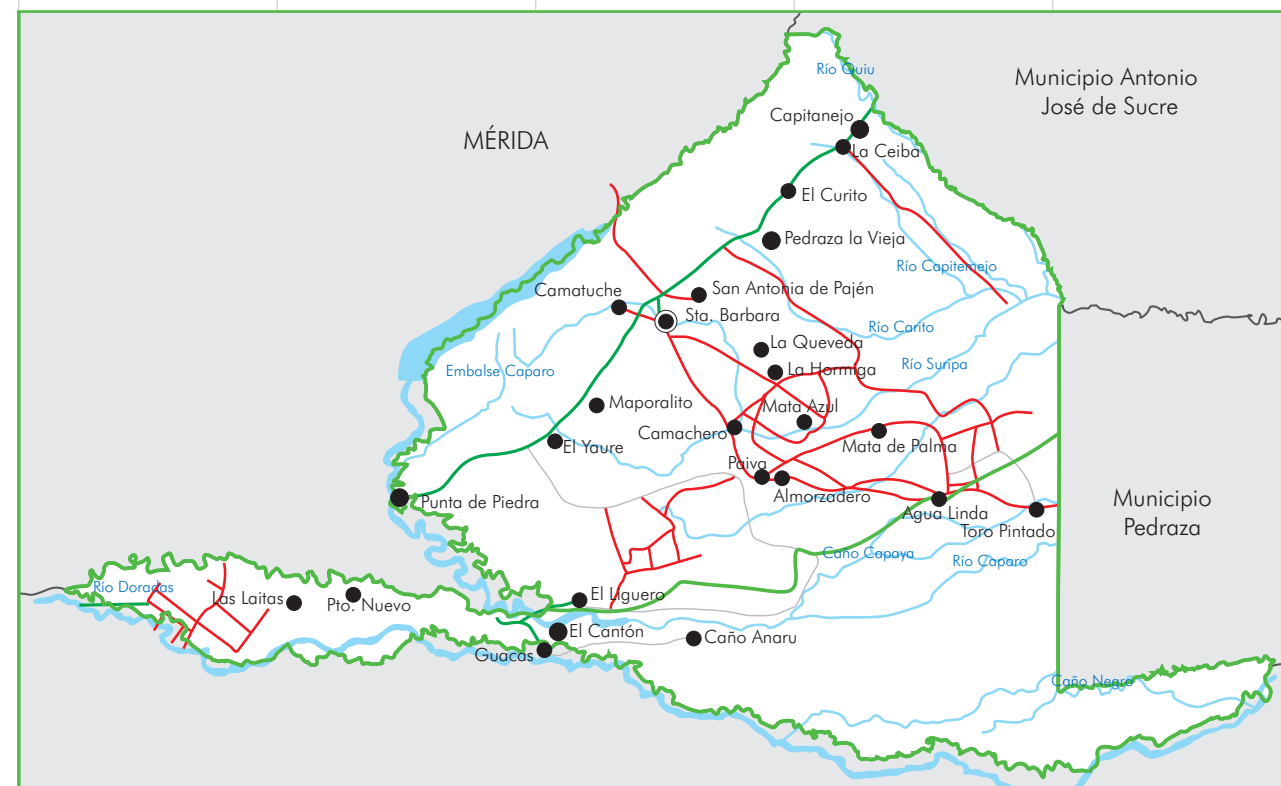 Río Quiu
Municipio Antonio
José de Sucre
Capitanejo
MÉRIDA
La Ceiba
El Curito
Pedraza la Vieja
Río Capitemejo
Camatuche
San Antonia de Pajén
Sta. Barbara
Río Carito
La Queveda
Río Suripa
La Hormiga
Embalse Caparo
Maporalito
Mata Azul
Camachero
El Yaure
Mata de Palma
Paiva
Almorzadero
Punta de Piedra
Municipio
Pedraza
Agua Linda
Toro Pintado
Cano Capaya
Río Caparo
Río Doradas
Las Laitas
Pto. Nuevo
El Liguero
El Cantón
Caño Anaru
Guacas
Caño Negro